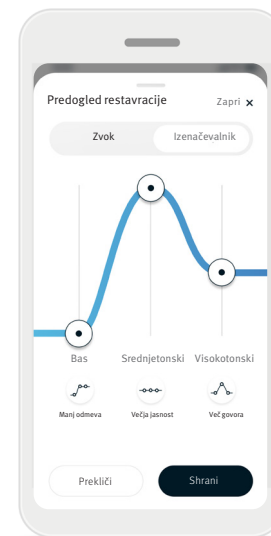 Predogled restavracije Zapri ×
Zvok Izenačevalnik
Bas Srednjetonski Visokotonski
Manj odmeva Večja jasnost Več govora
Prekliči Shrani